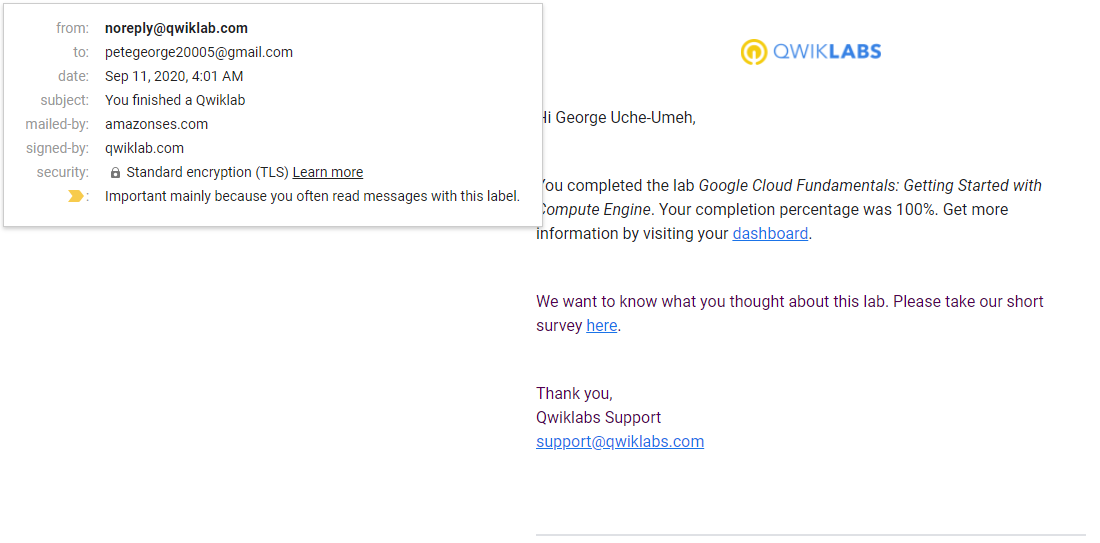 from: noreply@qwiklab.com
to: petegeorge20005@gmail.com
date: Sep 11, 2020, 4:01 AM
subject: You finished a Qwiklab
mailed-by: amazonses.com
signed-by: qwiklab.com
security: Standard encryption (TLS) Learn more
: Important mainly because you often read messages with this label.
QWIKLABS
Hi George Uche-Umeh,
You completed the lab Google Cloud Fundamentals: Getting Started with
Compute Engine. Your completion percentage was 100%. Get more
information by visiting your dashboard.
We want to know what you thought about this lab. Please take our short
survey here.
Thank you,
Qwiklabs Support
support@qwiklabs.com